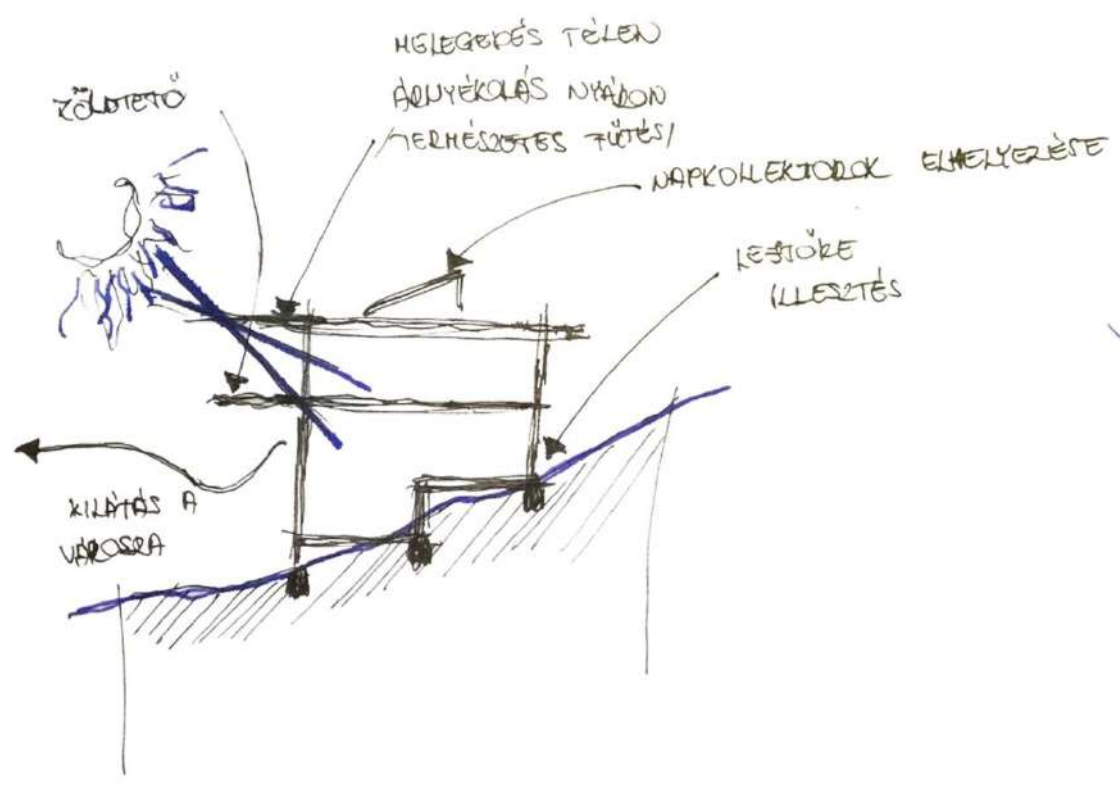 ZÖLDTETŐ
MELEGEDÉS TÉLEN
ÁRNYÉKOLÁS NYÁRON
/TERMÉSZETES FŰTÉS/
NAPKOLLEKTOROK ELHELYEZÉSE
LEJTŐRE
ILLESZTÉS
KILÁTÁS A
VÁROSRA